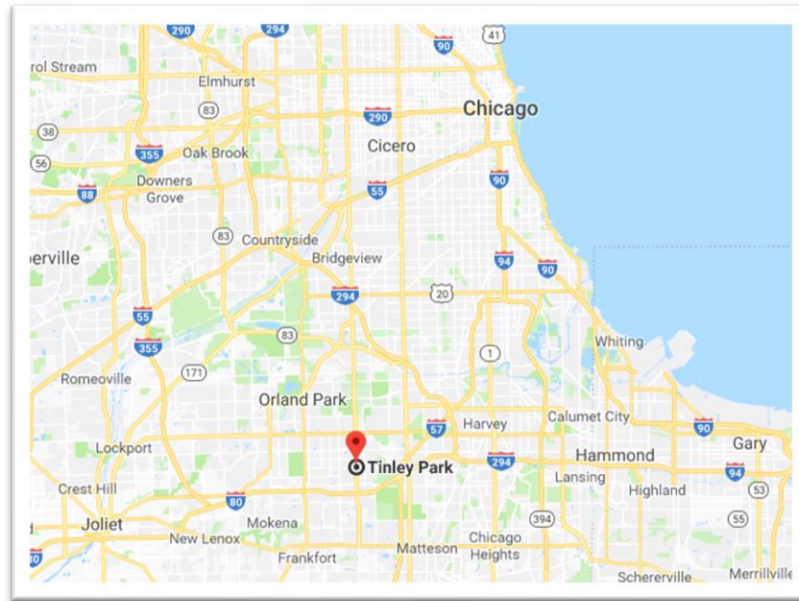 290
294
90
41
rol Stream
Elmhurst
83
Chicago
290
38
Cicero
355
Oak Brook
56
Downers
Grove
88
55
90
83
Countryside
erville
Bridgeview
94
90
294
20
55
355
83
Whiting
1
171
Romeoville
Orland Park
Calumet City
57
Harvey
90
Lockport
Hammond
Gary
Tinley Park
294
94
Lansing
Crest Hill
Highland
53
80
Joliet
Mokena
394
55
New Lenox
Chicago
Heights
Matteson
Frankfort
80
Schererville
Merrillville